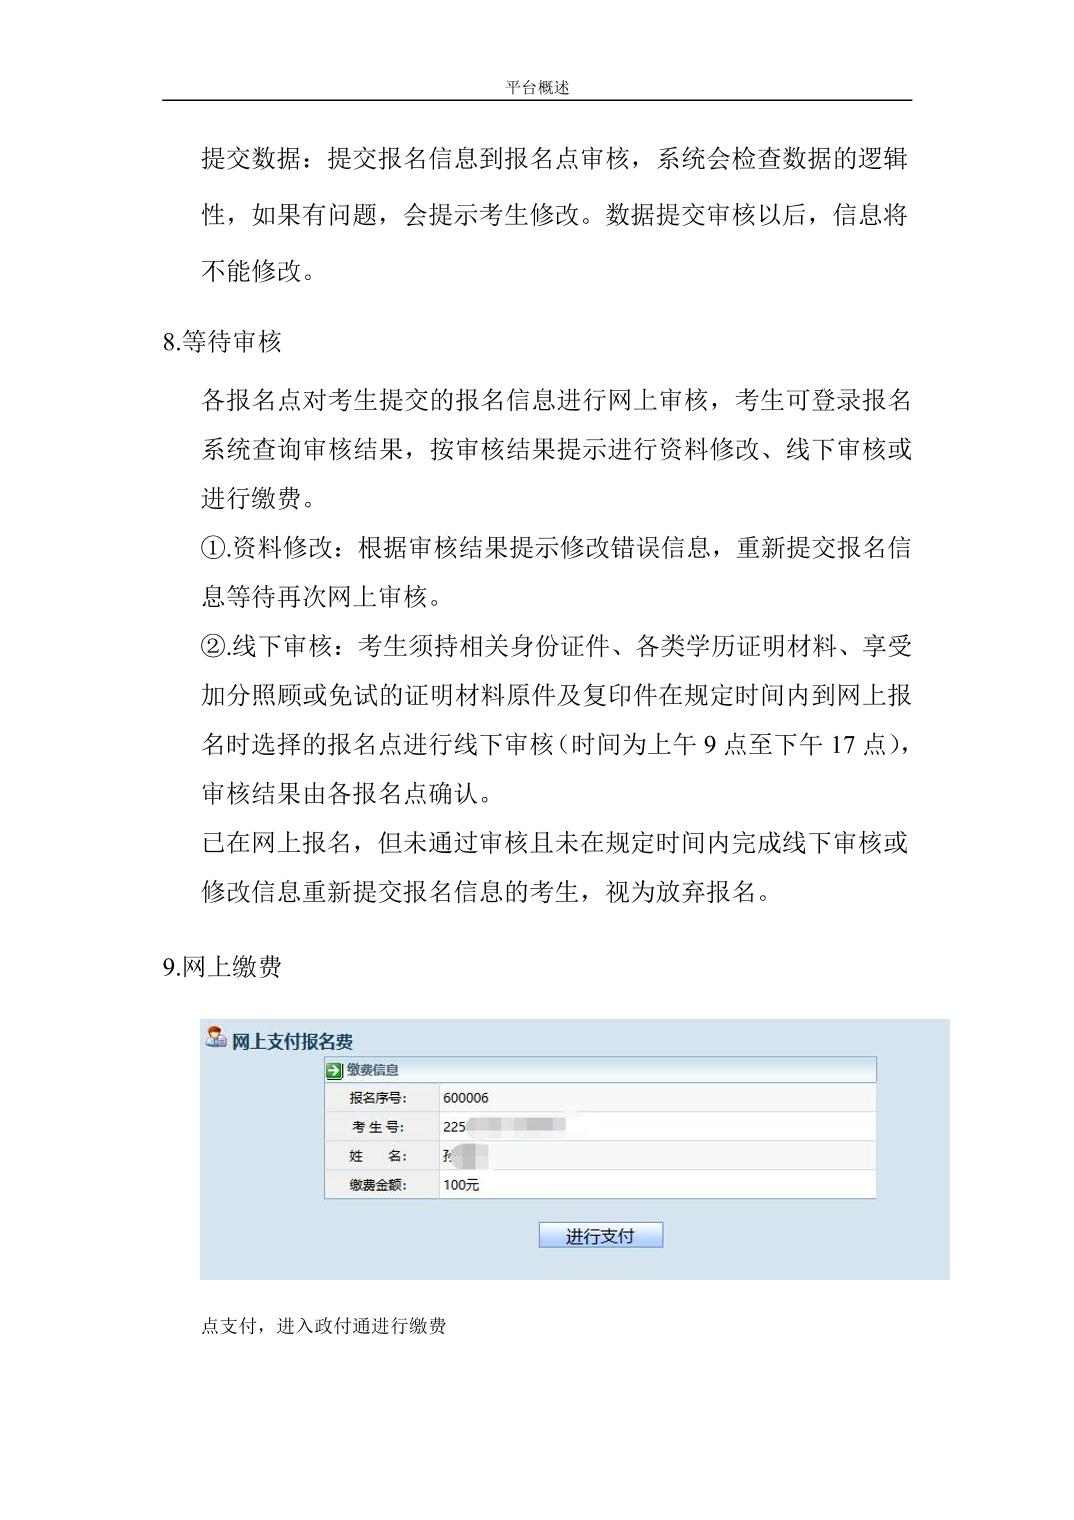 平台概述
提交数据：提交报名信息到报名点审核，系统会检查数据的逻辑
性，如果有问题，会提示考生修改。数据提交审核以后，信息将
不能修改。
8.等待审核
各报名点对考生提交的报名信息进行网上审核，考生可登录报名
系统查询审核结果，按审核结果提示进行资料修改、线下审核或
进行缴费。
①.资料修改：根据审核结果提示修改错误信息，重新提交报名信
息等待再次网上审核。
②.线下审核：考生须持相关身份证件、各类学历证明材料、享受
加分照顾或免试的证明材料原件及复印件在规定时间内到网上报
名时选择的报名点进行线下审核（时间为上午 9 点至下午 17 点），
审核结果由各报名点确认。
已在网上报名，但未通过审核且未在规定时间内完成线下审核或
修改信息重新提交报名信息的考生，视为放弃报名。
9.网上缴费
网上支付报名费
缴费信息
报名序号： 600006
考 生 号： 225
姓 名：
缴费金额： 100元
进行支付
点支付，进入政付通进行缴费